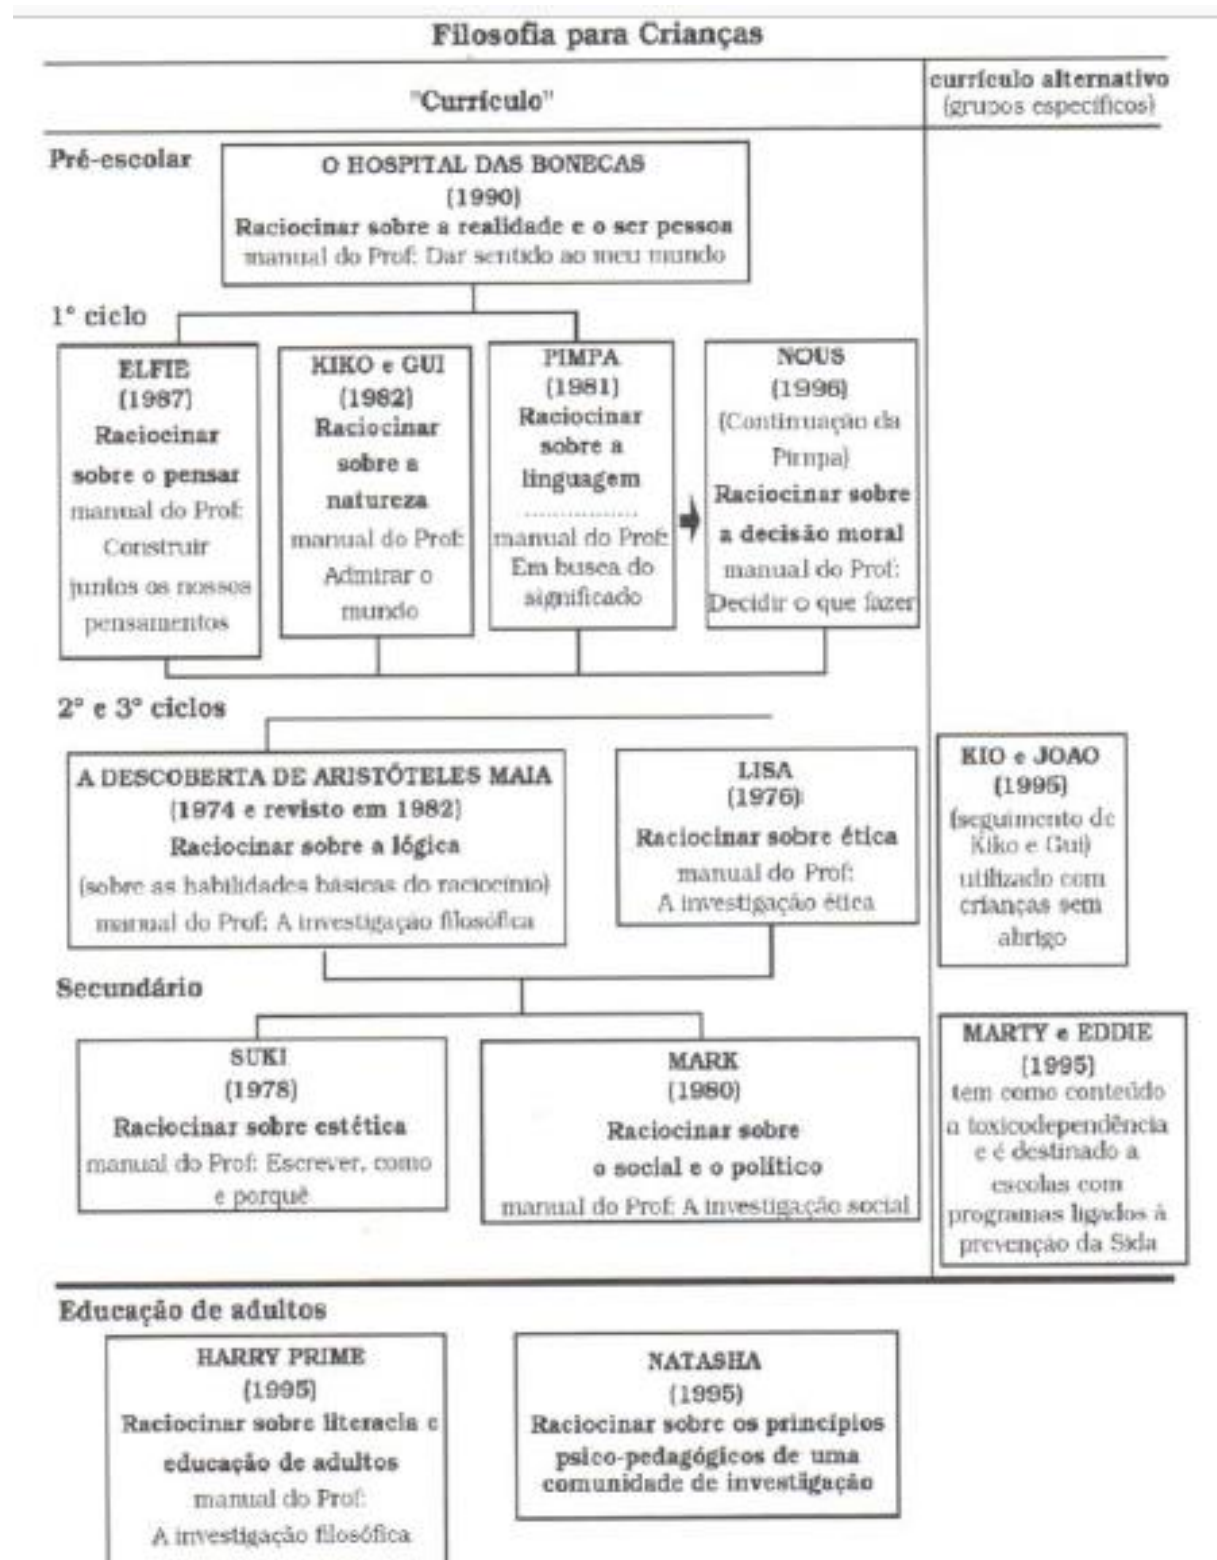 Filosofia para Crianças
"Currículo"
currículo alternativo
(grupos específicos)
Pré-escolar
O HOSPITAL DAS BONECAS
(1990)
Raciocinar sobre a realidade e o ser pessoa
manual do Prof: Dar sentido ao meu mundo
1° ciclo
ELFIE
(1987)
Raciocinar
sobre o pensar
manual do Prof:
Construir
juntos os nossos
pensamentos
KIKO e GUI
(1982)
Raciocinar
sobre a
natureza
manual do Prof:
Admirar o
mundo
PIMPA
(1981)
Raciocinar
sobre a
linguagem
................
manual do Prof:
Em busca do
significado
NOUS
(1996)
(Continuação da
Pimpa)
Raciocinar sobre
a decisão moral
manual do Prof:
Decidir o que fazer
2° e 3° ciclos
A DESCOBERTA DE ARISTÓTELES MAIA
(1974 e revisto em 1982)
Raciocinar sobre a lógica
(sobre as habilidades básicas do raciocínio)
manual do Prof: A investigação filosófica
LISA
(1976)
Raciocinar sobre ética
manual do Prof:
A investigação ética
KIO e JOAO
(1995)
(seguimento de
Kiko e Gui)
utilizado com
crianças sem
abrigo
Secundário
SUKI
(1978)
Raciocinar sobre estética
manual do Prof: Escrever, como
e porquê
MARK
(1980)
Raciocinar sobre
o social e o político
manual do Prof: A investigação social
MARTY e EDDIE
(1995)
tem como conteúdo
a toxicodependência
e é destinado a
escolas com
programas ligados à
prevenção da Sida
Educação de adultos
HARRY PRIME
(1995)
Raciocinar sobre literacia e
educação de adultos
manual do Prof:
A investigação filosófica
NATASHA
(1995)
Raciocinar sobre os princípios
psico-pedagógicos de uma
comunidade de investigação